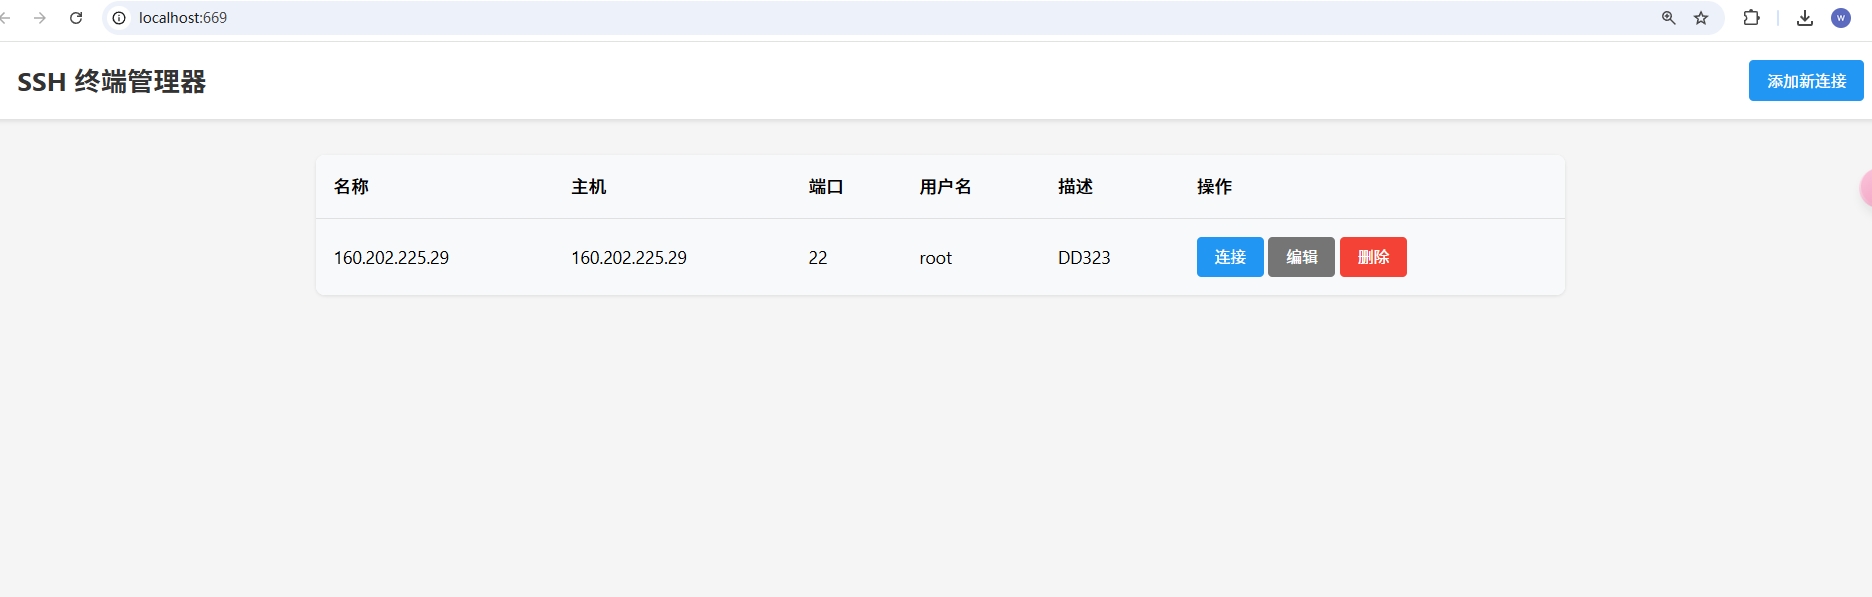 localhost:669
W
SSH 终端管理器
添加新连接
名称 主机 端口 用户名 描述 操作
160.202.225.29 160.202.225.29 22 root DD323 连接 编辑 删除